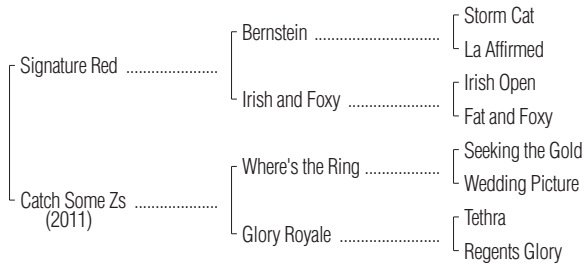 Storm Cat
Bernstein ..............................
La Affirmed
Signature Red ......................
Irish Open
Irish and Foxy ......................
Fat and Foxy
Seeking the Gold
Where's the Ring ..................
Wedding Picture
Catch Some Zs ....................
(2011)
Tethra
Glory Royale ........................
Regents Glory